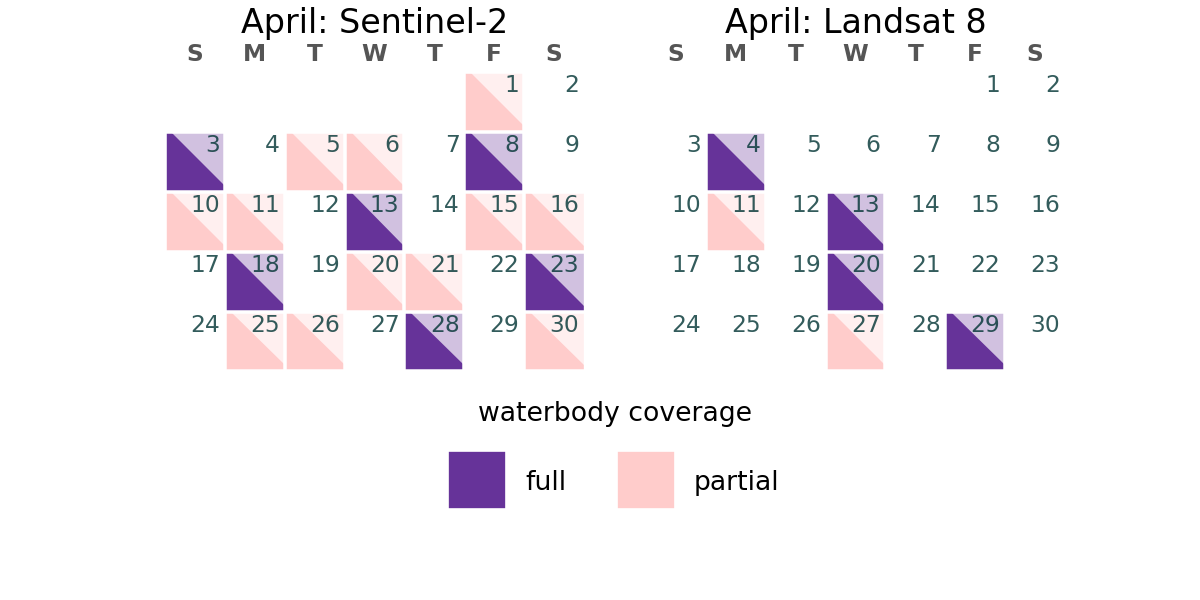 April: Sentinel-2
S M T W T F S
1 2
3 4 5 6 7 8 9
10 11 12 13 14 15 16
17 18 19 20 21 22 23
24 25 26 27 28 29 30
April: Landsat 8
S M T W T F S
1 2
3 4 5 6 7 8 9
10 11 12 13 14 15 16
17 18 19 20 21 22 23
24 25 26 27 28 29 30
waterbody coverage
full
partial